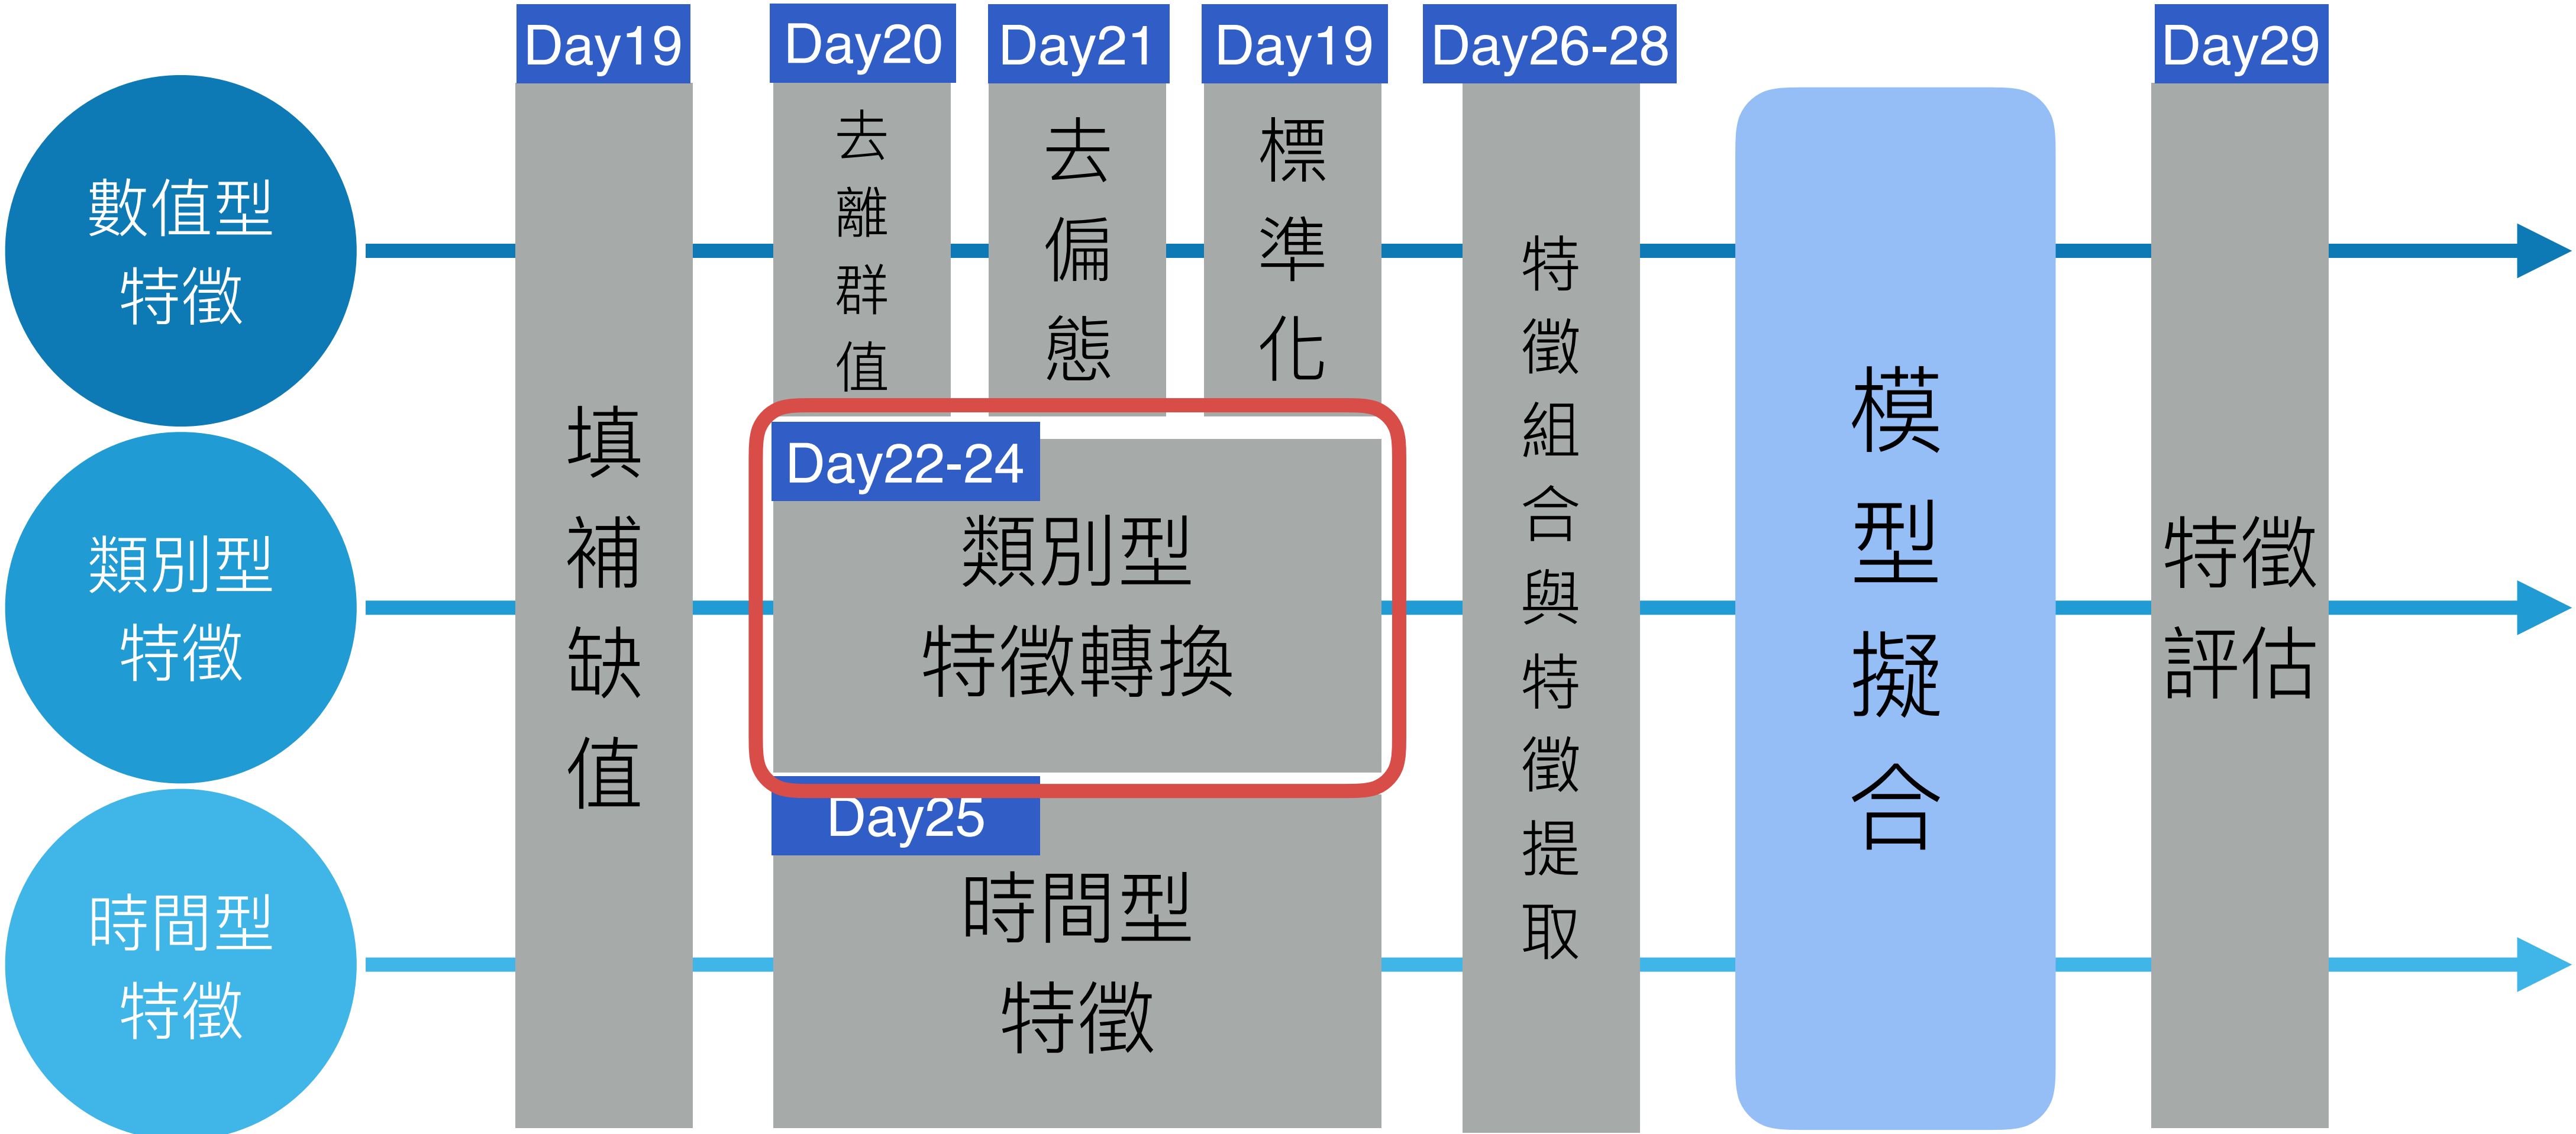 Day19
Day20
Day21
Day19
Day26-28
Day29
數值型
特徵
類別型
特徵
時間型
特徵
填補缺值
去離群值
去偏態
標準化
Day22-24
類別型
特徵轉換
Day25
時間型
特徵
特徵組合與特徵提取
模型擬合
特徵
評估